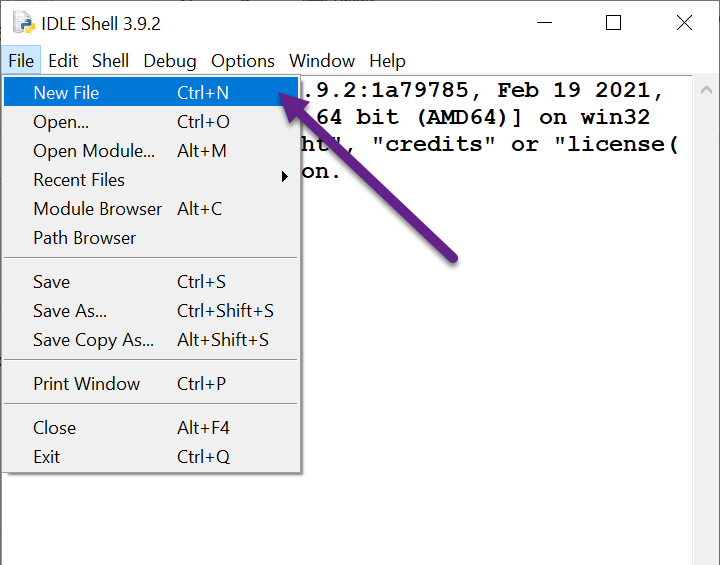 IDLE Shell 3.9.2
File Edit Shell Debug Options Window Help
New File Ctrl+N
Open... Ctrl+O
Open Module... Alt+M
Recent Files
Module Browser Alt+C
Path Browser
Save Ctrl+S
Save As... Ctrl+Shift+S
Save Copy As... Alt+Shift+S
Print Window Ctrl+P
Close Alt+F4
Exit Ctrl+Q
.9.2:1a79785, Feb 19 2021,
64 bit (AMD64)] on win32
ht", "credits" or "license(
on.